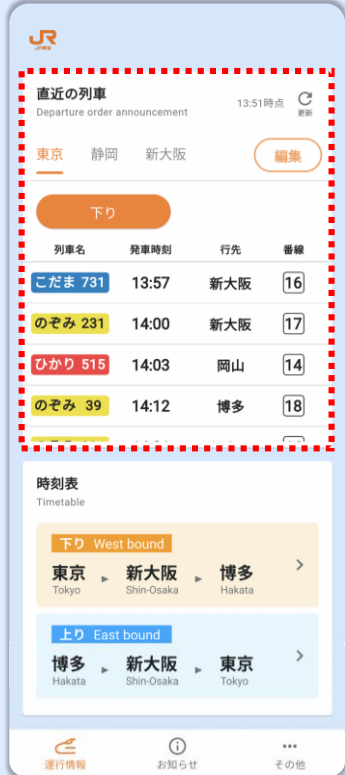 JR
JR東海
直近の列車
Departure order announcement
13:51時点
更新
東京 静岡 新大阪 編集
下り
列車名 発車時刻 行先 番線
こだま 731 13:57 新大阪 16
のぞみ 231 14:00 新大阪 17
ひかり 515 14:03 岡山 14
のぞみ 39 14:12 博多 18
時刻表
Timetable
下り West bound
東京 ▸ 新大阪 ▸ 博多
Tokyo Shin-Osaka Hakata
上り East bound
博多 ▸ 新大阪 ▸ 東京
Hakata Shin-Osaka Tokyo
運行情報 お知らせ その他